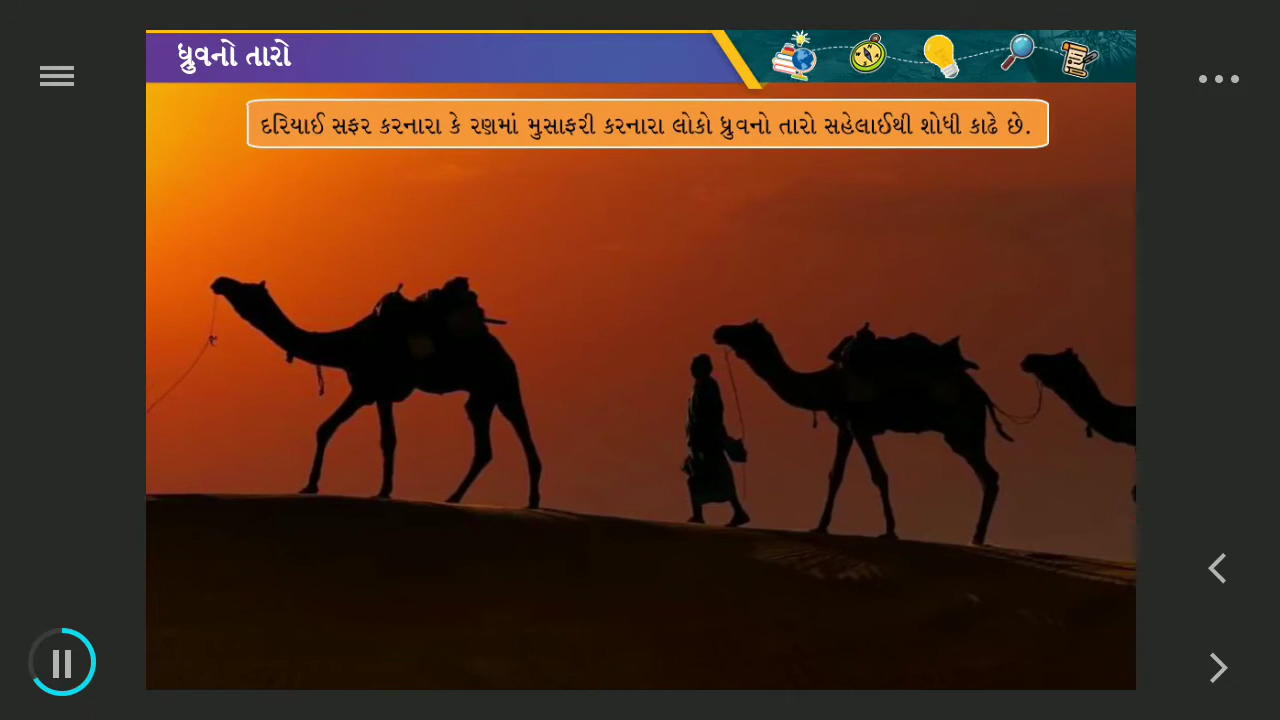 ધ્રુવનો તારો
દરિયાઈ સફર કરનારા કે રણમાં મુસાફરી કરનારા લોકો ધ્રુવનો તારો સહેલાઈથી શોધી કાઢે છે.